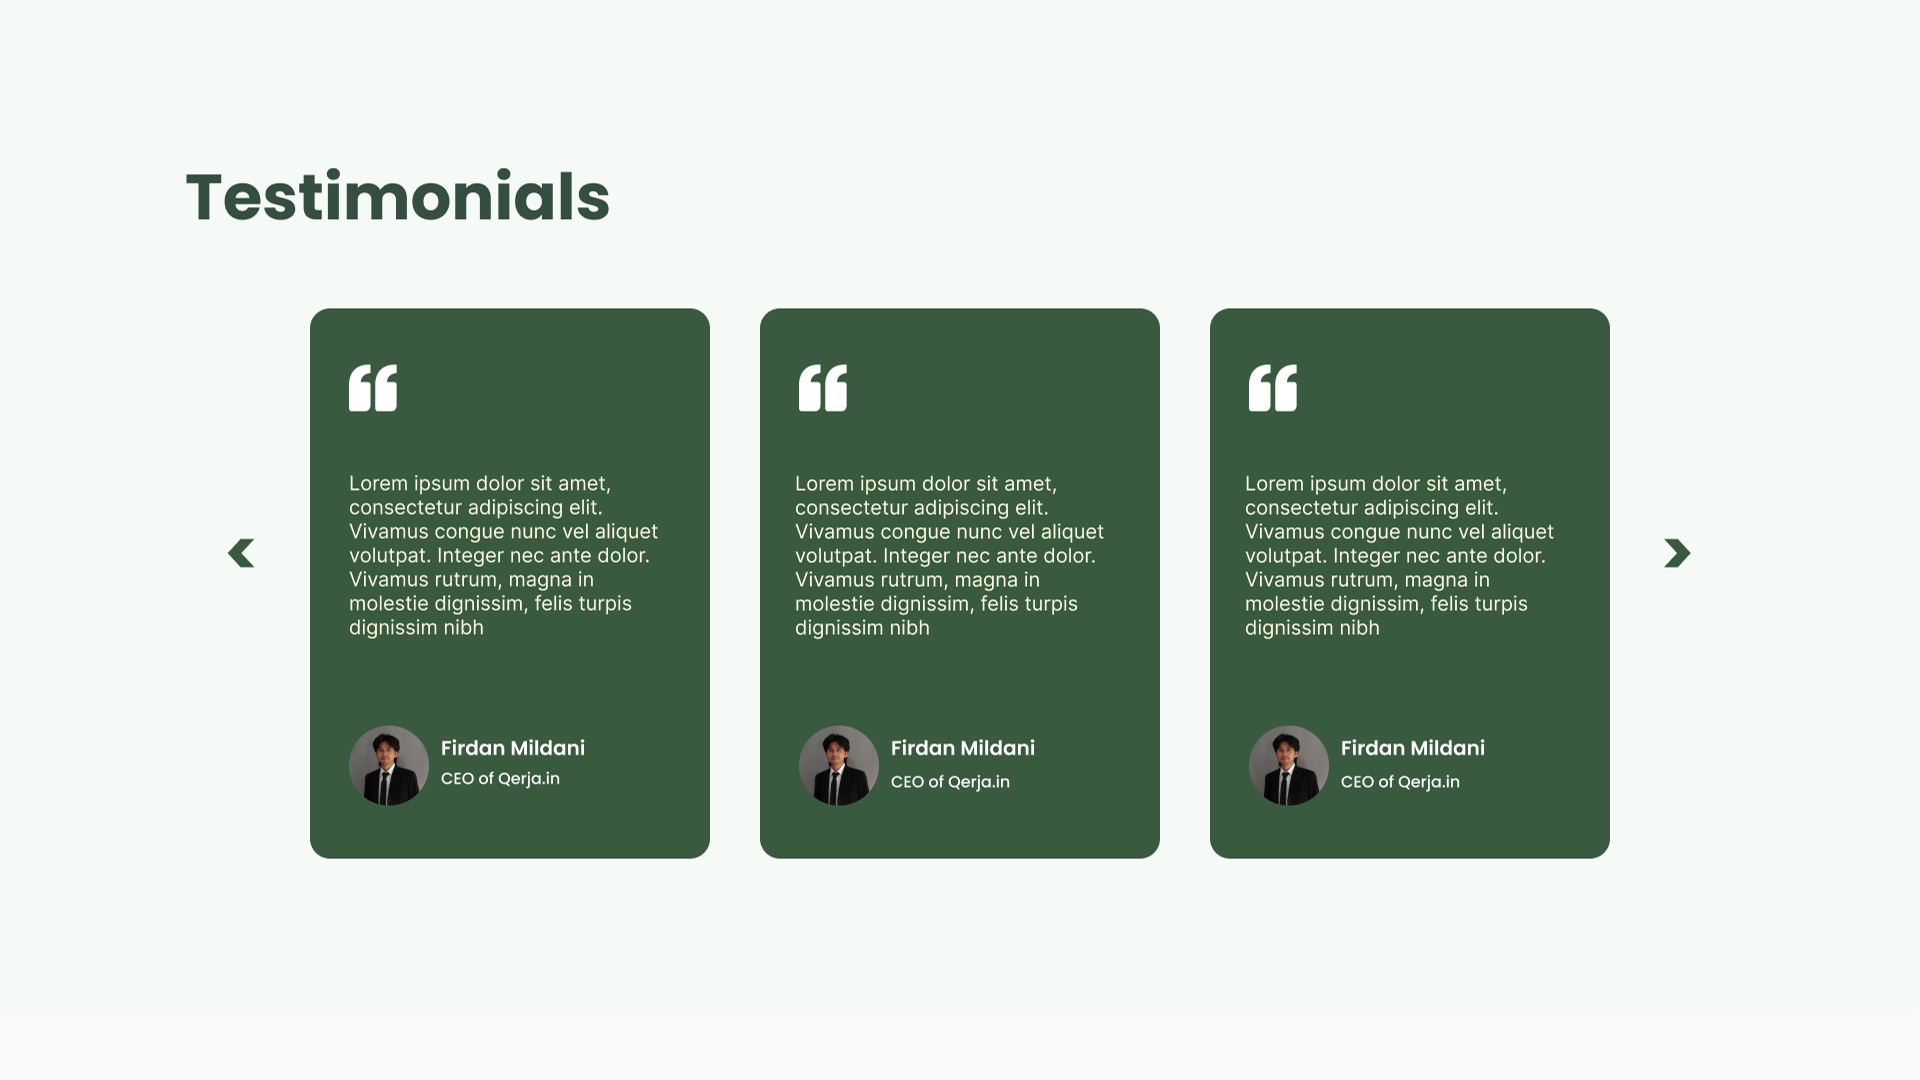 Testimonials
Lorem ipsum dolor sit amet,
consectetur adipiscing elit.
Vivamus congue nunc vel aliquet
volutpat. Integer nec ante dolor.
Vivamus rutrum, magna in
molestie dignissim, felis turpis
dignissim nibh
Firdan Mildani
CEO of Qerja.in
Lorem ipsum dolor sit amet,
consectetur adipiscing elit.
Vivamus congue nunc vel aliquet
volutpat. Integer nec ante dolor.
Vivamus rutrum, magna in
molestie dignissim, felis turpis
dignissim nibh
Firdan Mildani
CEO of Qerja.in
Lorem ipsum dolor sit amet,
consectetur adipiscing elit.
Vivamus congue nunc vel aliquet
volutpat. Integer nec ante dolor.
Vivamus rutrum, magna in
molestie dignissim, felis turpis
dignissim nibh
Firdan Mildani
CEO of Qerja.in